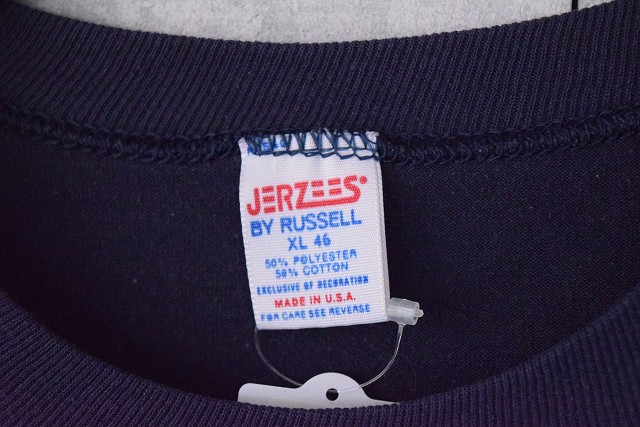 JERZEES
BY RUSSELL
XL 46
50% POLYESTER
50% COTTON
EXCLUSIVE OF DECORATION
MADE IN U.S.A.
FOR CARE SEE REVERSE